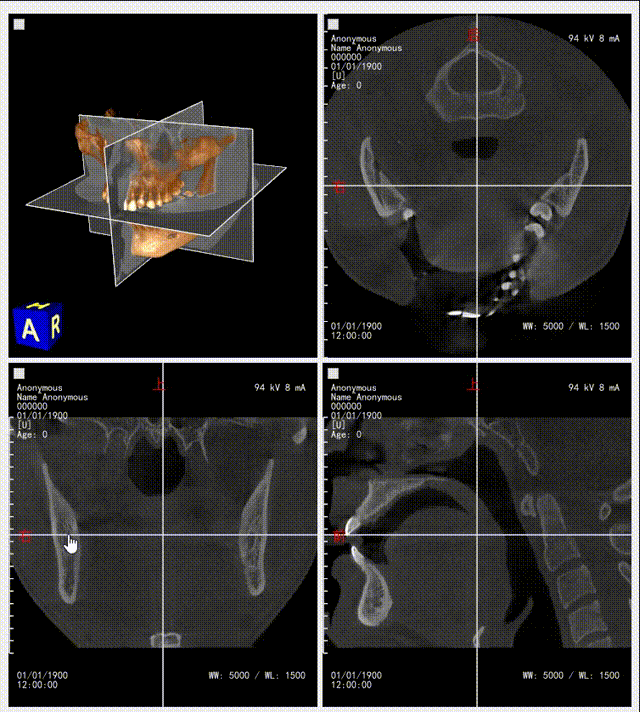 Anonymous
Name Anonymous
000000
01/01/1900
[U]
Age: 0
94 kV 8 mA
01/01/1900
12:00:00
WW: 5000 / WL: 1500
A R
Anonymous
Name Anonymous
000000
01/01/1900
[U]
Age: 0
上
94 kV 8 mA
01/01/1900
12:00:00
WW: 5000 / WL: 1500
Anonymous
Name Anonymous
000000
01/01/1900
[U]
Age: 0
上
94 kV 8 mA
01/01/1900
12:00:00
WW: 5000 / WL: 1500